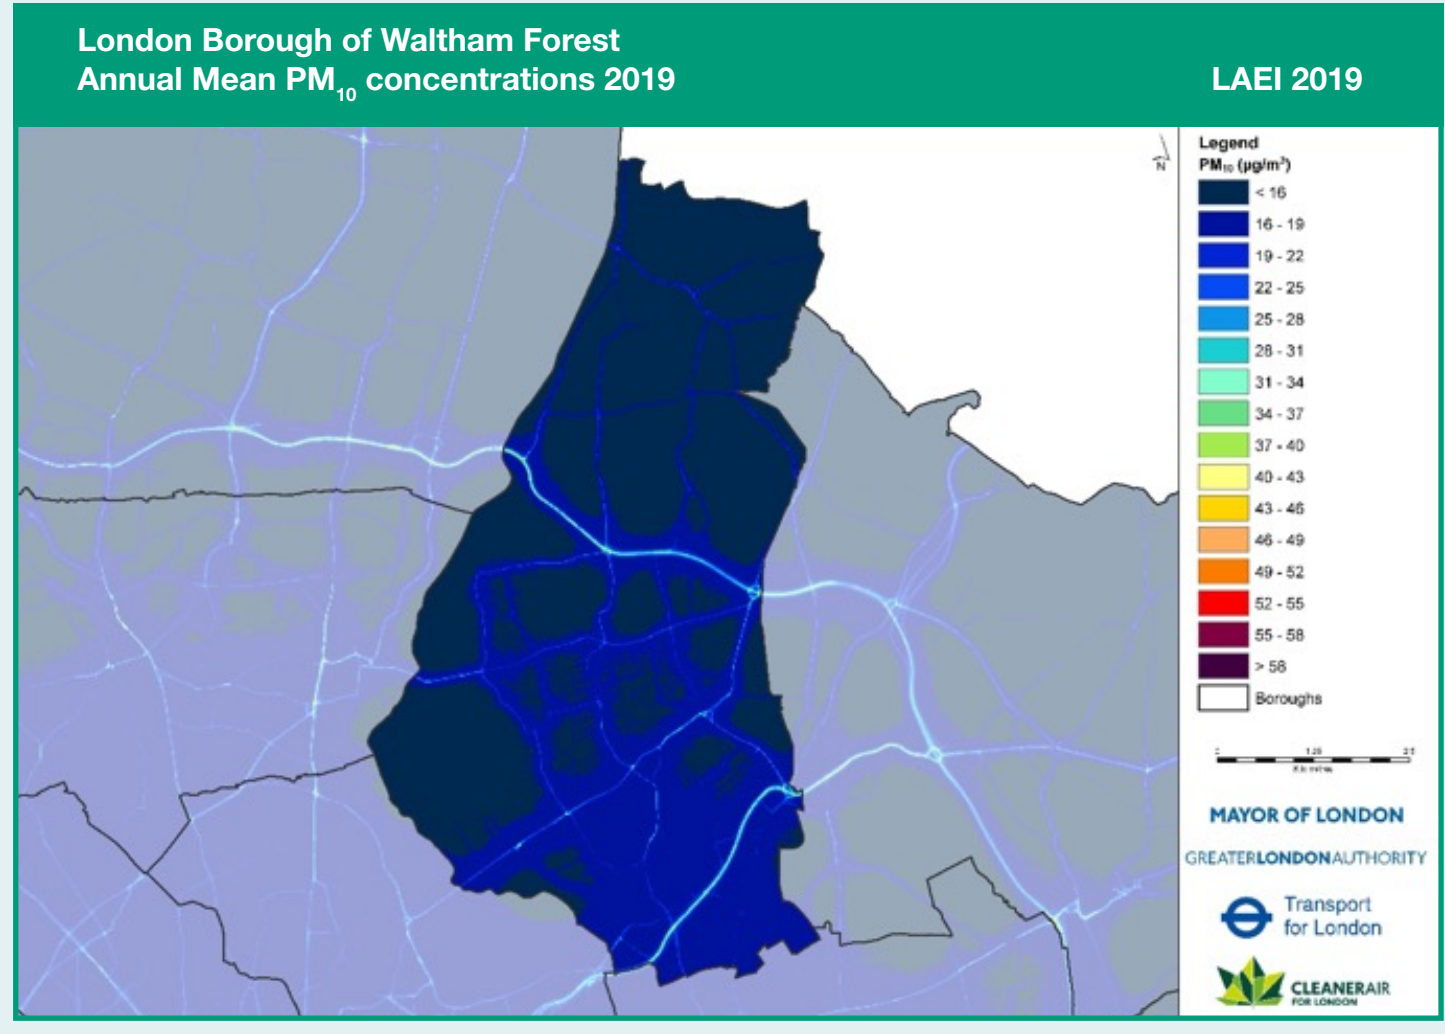 London Borough of Waltham Forest
Annual Mean PM₁₀ concentrations 2019
LAEI 2019
N
Legend
PM₁₀ (µg/m³)
< 16
16 - 19
19 - 22
22 - 25
25 - 28
28 - 31
31 - 34
34 - 37
37 - 40
40 - 43
43 - 46
46 - 49
49 - 52
52 - 55
55 - 58
> 58
Boroughs
MAYOR OF LONDON
GREATERLONDONAUTHORITY
Transport
for London
CLEANERAIR
FOR LONDON